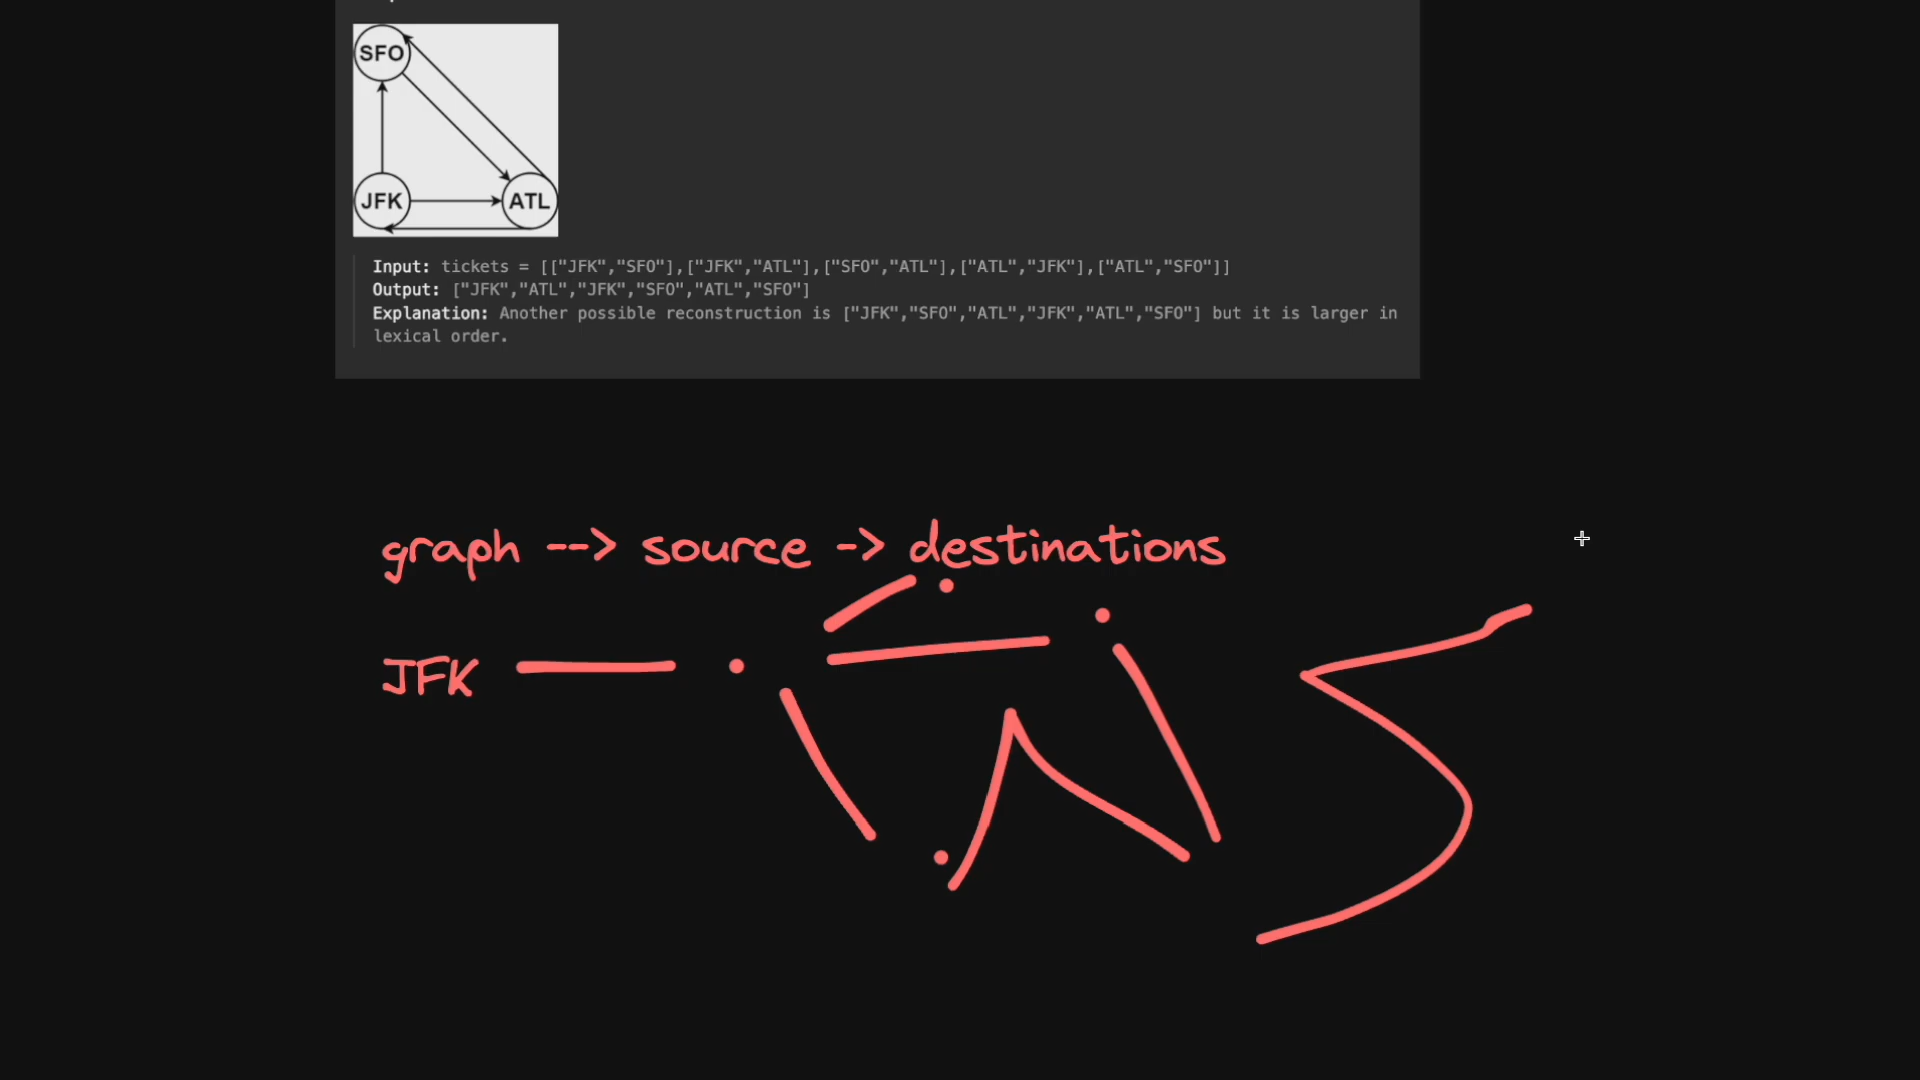 SFO
JFK
ATL
Input: tickets = [["JFK","SFO"],["JFK","ATL"],["SFO","ATL"],["ATL","JFK"],["ATL","SFO"]]
Output: ["JFK","ATL","JFK","SFO","ATL","SFO"]
Explanation: Another possible reconstruction is ["JFK","SFO","ATL","JFK","ATL","SFO"] but it is larger in
lexical order.
graph --> source -> destinations
JFK